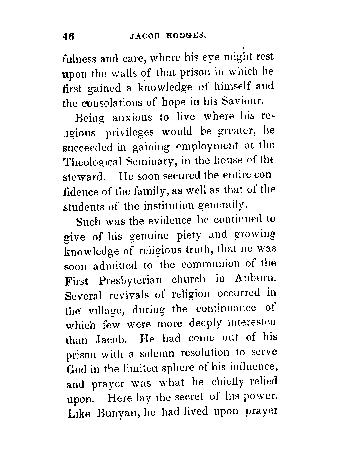 46 JACOB HODGES.
fulness and care, where his eye might rest
upon the walls of that prison in which he
first gained a knowledge of himself and
the consolations of hope in his Saviour.
Being anxious to live where his re-
ligious privileges would be greater, he
succeeded in gaining employment at the
Theological Seminary, in the house of the
steward. He soon secured the entire con-
fidence of the family, as well as that of the
students of the institution generally.
Such was the evidence he continued to
give of his genuine piety and growing
knowledge of religious truth, that he was
soon admitted to the communion of the
First Presbyterian church in Auburn.
Several revivals of religion occurred in
the village, during the continuance of
which few were more deeply interested
than Jacob. He had come out of his
prison with a solemn resolution to serve
God in the limited sphere of his influence,
and prayer was what he chiefly relied
upon. Here lay the secret of his power.
Like Bunyan, he had lived upon prayer